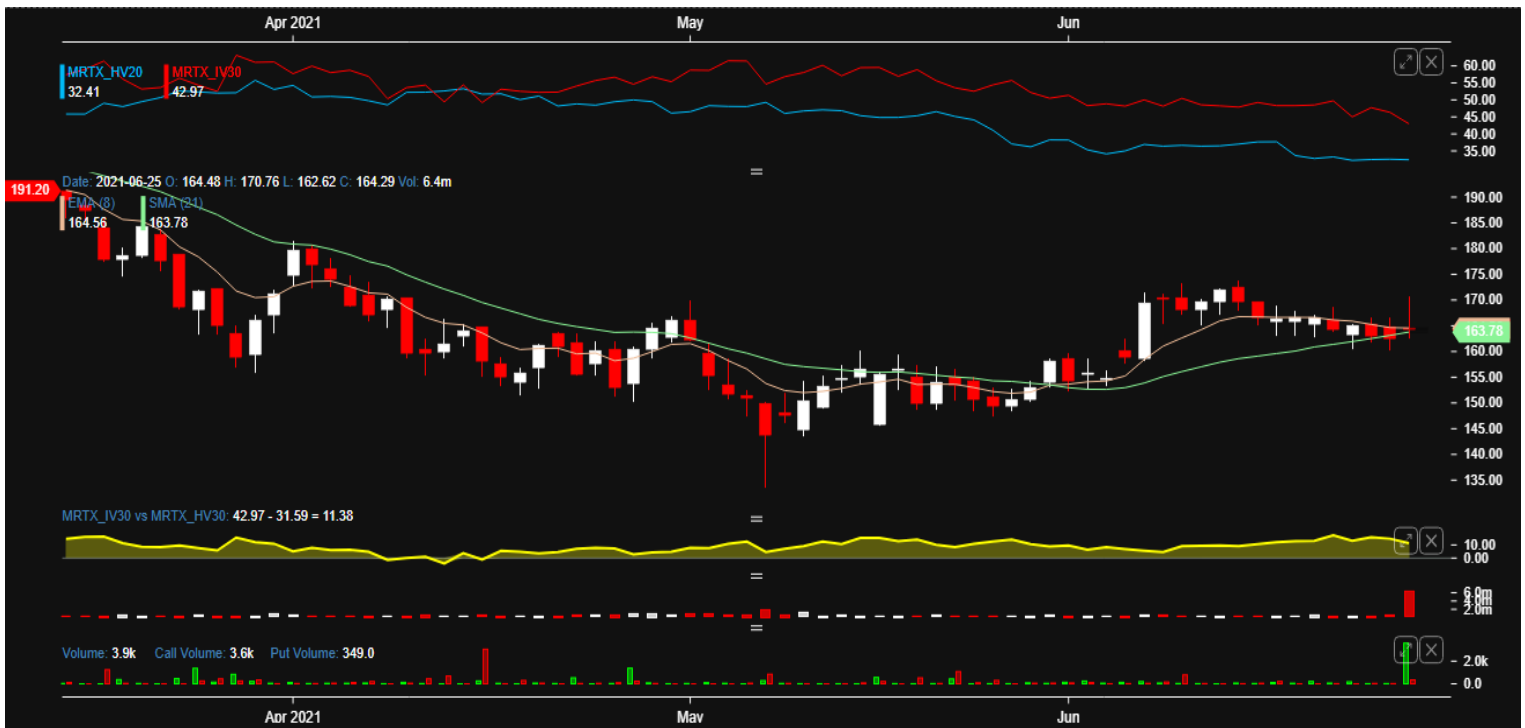 Apr 2021 May Jun
MRTX_HV20 MRTX_IV30
32.41 42.97
60.00
55.00
50.00
45.00
40.00
35.00
Date: 2021-06-25 O: 164.48 H: 170.76 L: 162.62 C: 164.29 Vol: 6.4m
191.20
EMA (8) SMA (21)
164.56 163.78
190.00
185.00
180.00
175.00
170.00
163.78
160.00
155.00
150.00
145.00
140.00
135.00
MRTX_IV30 vs MRTX_HV30: 42.97 - 31.59 = 11.38
10.00
0.00
6.0m
4.0m
2.0m
Volume: 3.9k Call Volume: 3.6k Put Volume: 349.0
2.0k
0.0
Apr 2021 May Jun